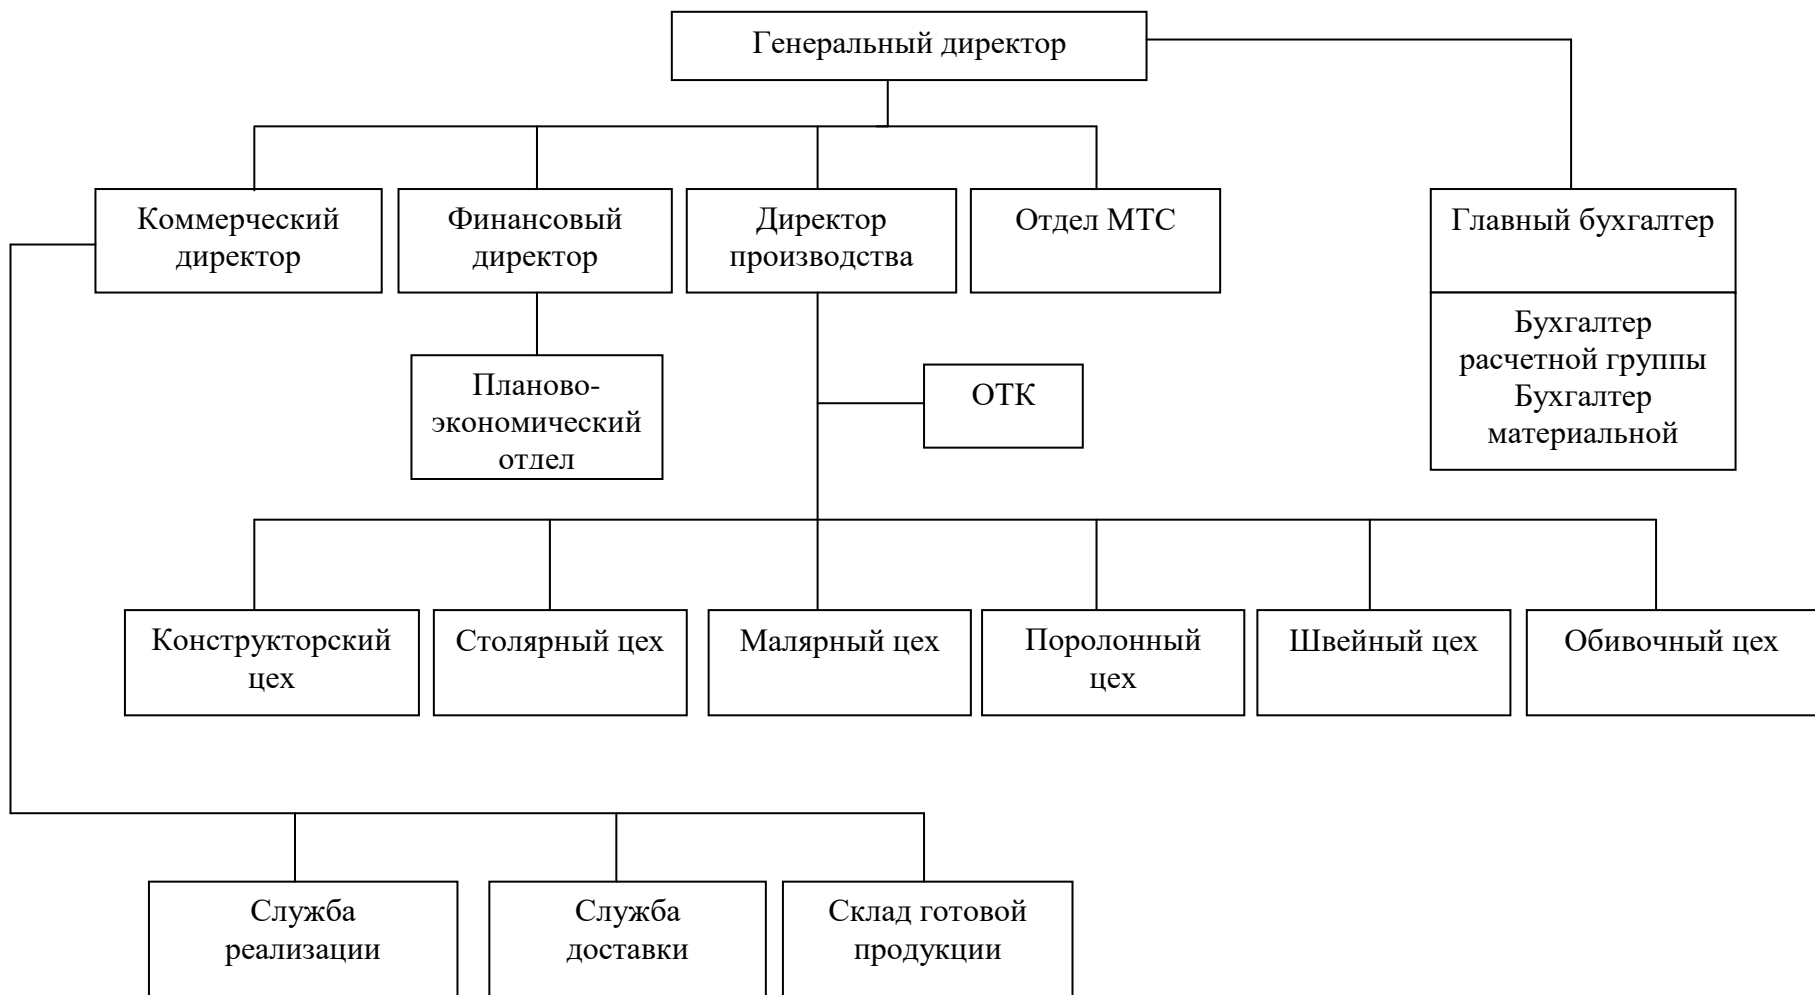 Генеральный директор
Коммерческий
директор
Финансовый
директор
Директор
производства
Отдел МТС
Главный бухгалтер
Бухгалтер
расчетной группы
Бухгалтер
материальной
Планово-
экономический
отдел
ОТК
Конструкторский
цех
Столярный цех
Малярный цех
Поролонный
цех
Швейный цех
Обивочный цех
Служба
реализации
Служба
доставки
Склад готовой
продукции